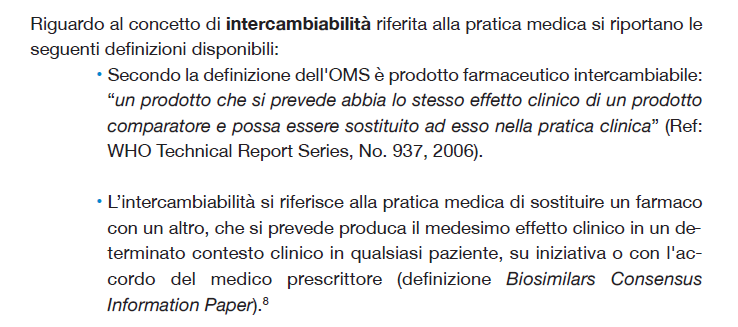 Riguardo al concetto di intercambiabilità riferita alla pratica medica si riportano le
seguenti definizioni disponibili:
• Secondo la definizione dell'OMS è prodotto farmaceutico intercambiabile:
“un prodotto che si prevede abbia lo stesso effetto clinico di un prodotto
comparatore e possa essere sostituito ad esso nella pratica clinica” (Ref:
WHO Technical Report Series, No. 937, 2006).
• L’intercambiabilità si riferisce alla pratica medica di sostituire un farmaco
con un altro, che si prevede produca il medesimo effetto clinico in un de-
terminato contesto clinico in qualsiasi paziente, su iniziativa o con l'ac-
cordo del medico prescrittore (definizione Biosimilars Consensus
Information Paper).⁸